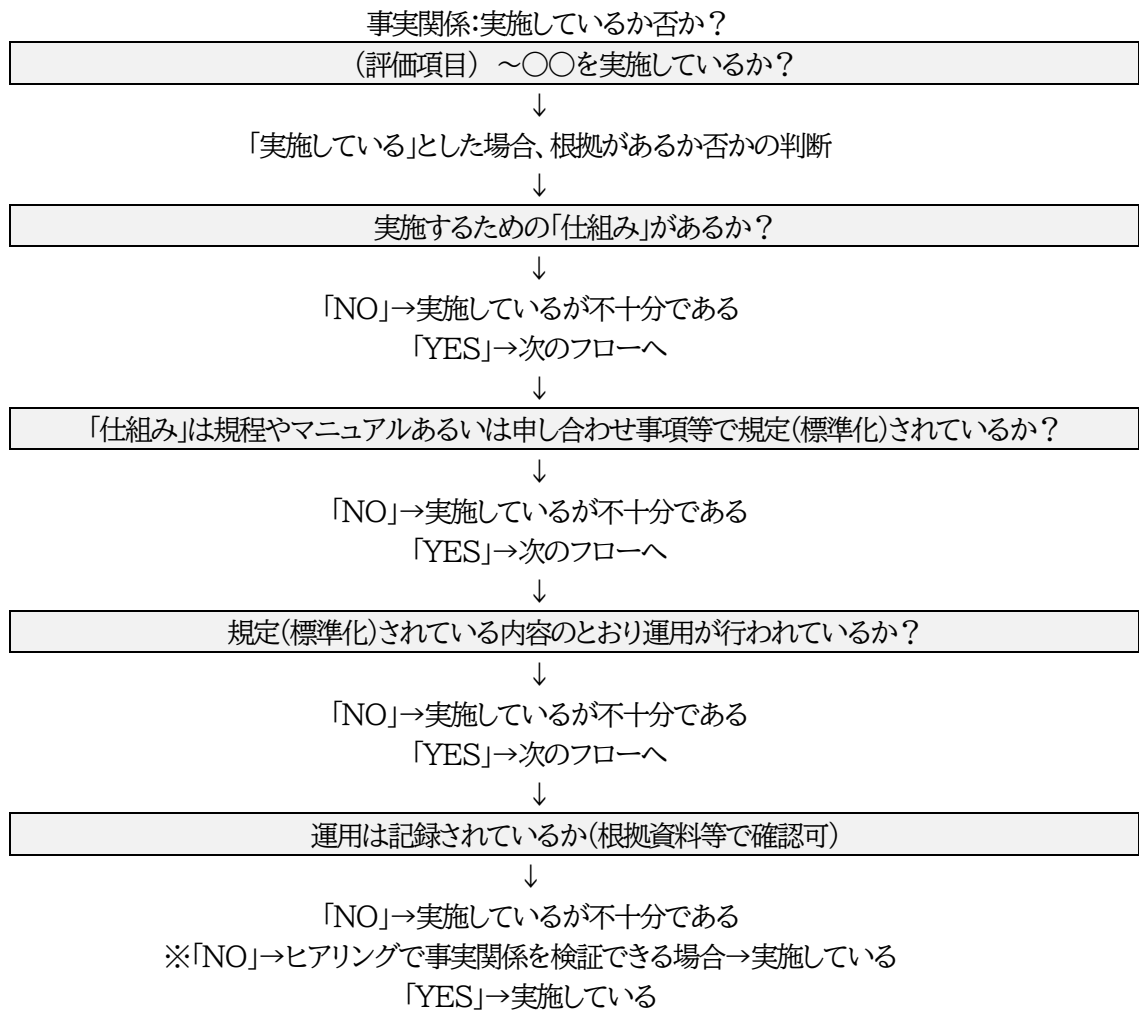 事実関係：実施しているか否か？
（評価項目） ～○○を実施しているか？
↓
「実施している」とした場合、根拠があるか否かの判断
↓
実施するための「仕組み」があるか？
↓
「NO」→実施しているが不十分である
「YES」→次のフローへ
↓
「仕組み」は規程やマニュアルあるいは申し合わせ事項等で規定（標準化）されているか？
↓
「NO」→実施しているが不十分である
「YES」→次のフローへ
↓
規定（標準化）されている内容のとおり運用が行われているか？
↓
「NO」→実施しているが不十分である
「YES」→次のフローへ
↓
運用は記録されているか（根拠資料等で確認可）
↓
「NO」→実施しているが不十分である
※「NO」→ヒアリングで事実関係を検証できる場合→実施している
「YES」→実施している